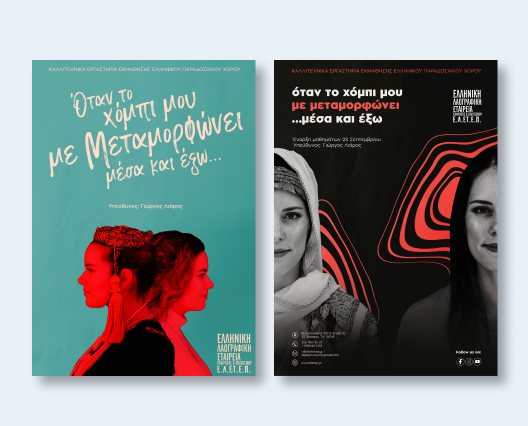 ΚΑΛΛΙΤΕΧΝΙΚΑ ΕΡΓΑΣΤΗΡΙΑ ΕΚΜΑΘΗΣΗΣ ΕΛΛΗΝΙΚΟΥ ΠΑΡΑΔΟΣΙΑΚΟΥ ΧΟΡΟΥ
Όταν το
χόμπι μου
με Μεταμορφώνει
μέσα και έξω...
Υπεύθυνος: Γιώργος Λιάρος
ΕΛΛΗΝΙΚΗ
ΛΑΟΓΡΑΦΙΚΗ
ΕΤΑΙΡΕΙΑ
Ε.Λ.ΕΤ.Ε.Π.
ΚΑΛΛΙΤΕΧΝΙΚΑ ΕΡΓΑΣΤΗΡΙΑ ΕΚΜΑΘΗΣΗΣ ΕΛΛΗΝΙΚΟΥ ΠΑΡΑΔΟΣΙΑΚΟΥ ΧΟΡΟΥ
όταν το χόμπι μου
με μεταμορφώνει
...μέσα και έξω
ΕΛΛΗΝΙΚΗ
ΛΑΟΓΡΑΦΙΚΗ
ΕΤΑΙΡΕΙΑ
Ε.Λ.ΕΤ.Ε.Π.
Έναρξη μαθημάτων 25 Σεπτεμβρίου
Υπεύθυνος: Γιώργος Λιάρος
Follow us on: